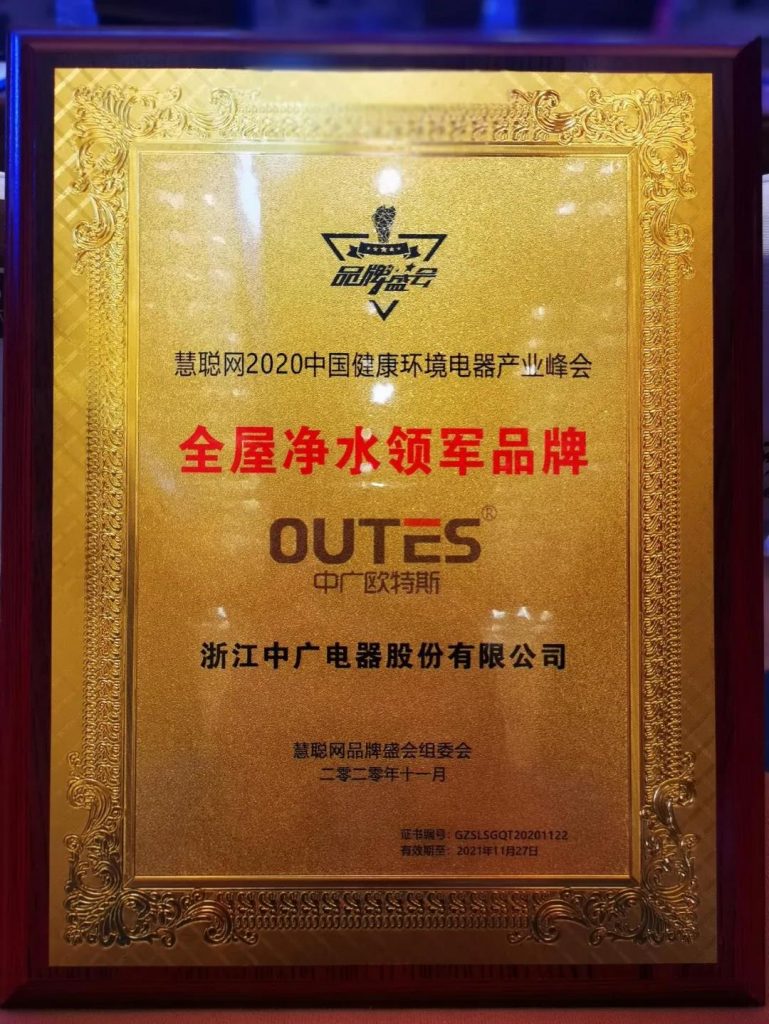 品牌盛会
慧聪网2020中国健康环境电器产业峰会
全屋净水领军品牌
OUTES®
中广欧特斯
浙江中广电器股份有限公司
慧聪网品牌盛会组委会
二零二零年十一月
证书编号：GZSLSGQT20201122
有效期至：2021年11月27日